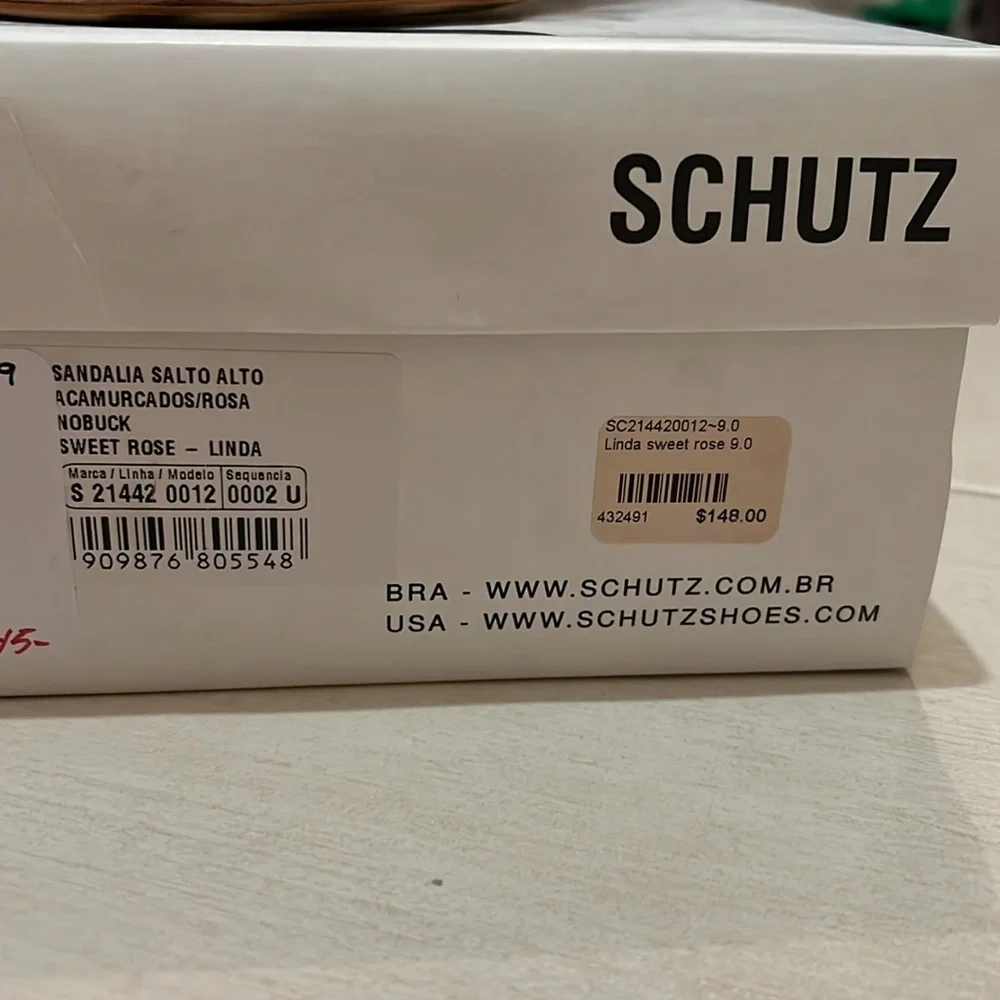 SCHUTZ
9
SANDALIA SALTO ALTO
ACAMURCADOS/ROSA
NOBUCK
SWEET ROSE – LINDA
Marca / Linha / Modelo Sequencia
S 21442 0012 0002 U
909876 805548
SC214420012~9.0
Linda sweet rose 9.0
432491 $148.00
BRA - WWW.SCHUTZ.COM.BR
USA - WWW.SCHUTZSHOES.COM